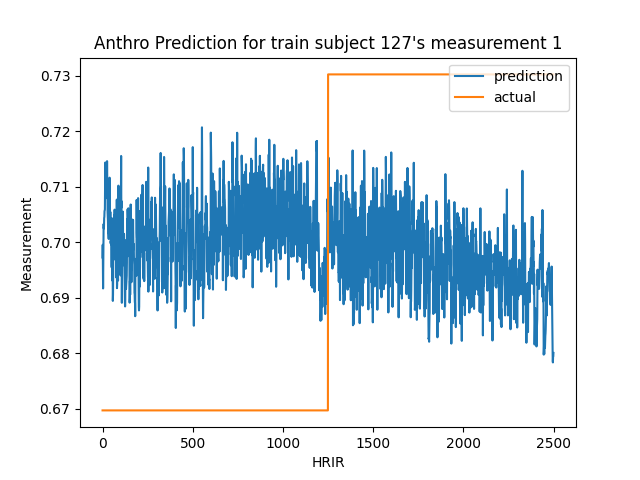 Anthro Prediction for train subject 127's measurement 1
0.73
0.72
0.71
0.70
0.69
0.68
0.67
Measurement
prediction
actual
0
500
1000
1500
2000
2500
HRIR